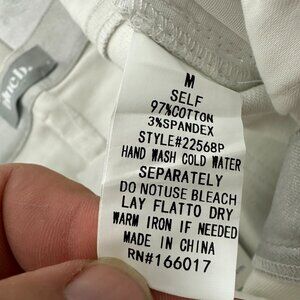 M
SELF
97%COTTON
3%SPANDEX
STYLE#22568P
HAND WASH COLD WATER
SEPARATELY
DO NOTUSE BLEACH
LAY FLATTO DRY
WARM IRON IF NEEDED
MADE IN CHINA
RN#166017